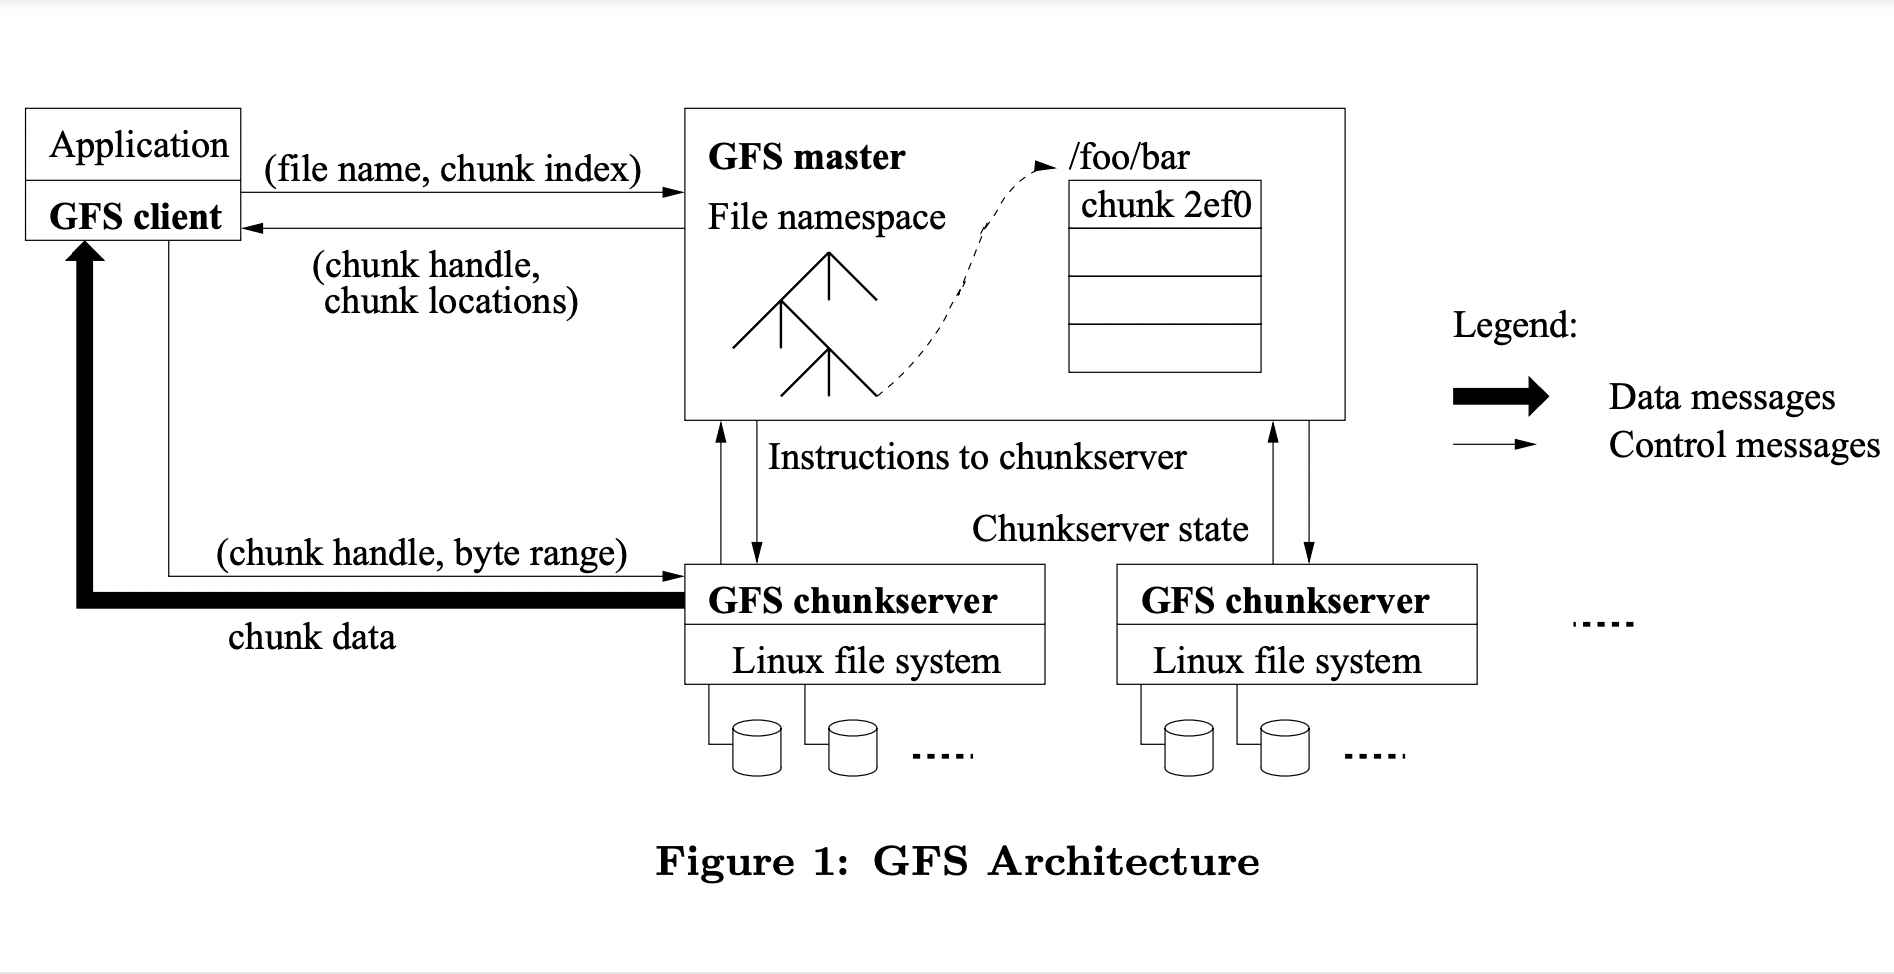 Application
GFS client
(file name, chunk index)
(chunk handle,
chunk locations)
GFS master
File namespace
/foo/bar
chunk 2ef0
Legend:
Data messages
Control messages
Instructions to chunkserver
Chunkserver state
(chunk handle, byte range)
chunk data
GFS chunkserver
Linux file system
GFS chunkserver
Linux file system
Figure 1: GFS Architecture